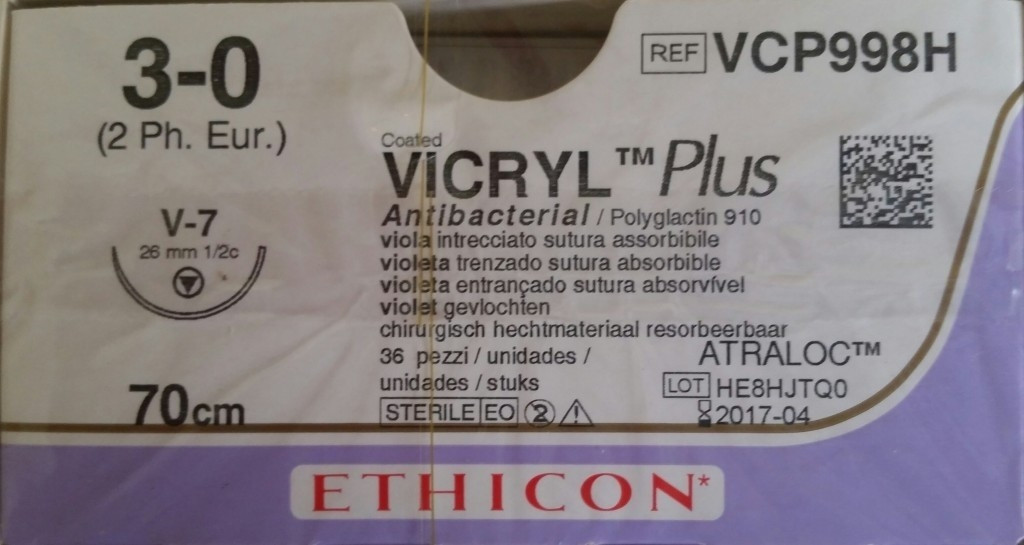 3-0
(2 Ph. Eur.)
REF VCP998H
Coated
VICRYL™ Plus
Antibacterial / Polyglactin 910
viola intrecciato sutura assorbibile
violeta trenzado sutura absorbible
violeta entrançado sutura absorvível
violet gevlochten
chirurgisch hechtmateriaal resorbeerbaar
36 pezzi / unidades /
unidades / stuks
STERILE EO 2
V-7
26 mm 1/2c
70cm
ATRALOC™
LOT HE8HJTQ0
2017-04
ETHICON*